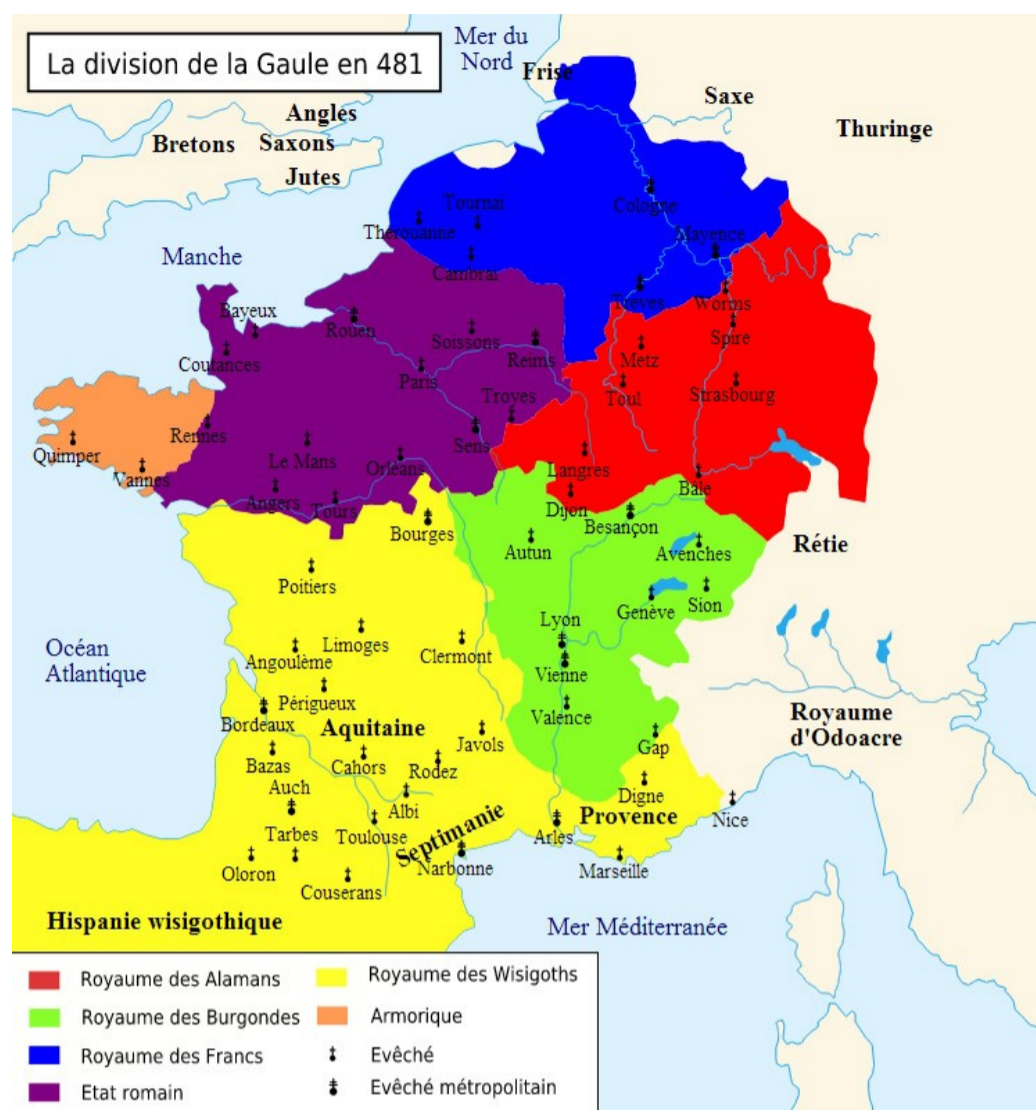 La division de la Gaule en 481
Mer du
Nord
Frise
Saxe
Thuringe
Angles
Bretons
Saxons
Jutes
Manche
Tournai
Thérouanne
Cambrai
Cologne
Mayence
Trèves
Worms
Bayeux
Rouen
Coutances
Soissons
Reims
Paris
Metz
Spire
Toul
Strasbourg
Troyes
Sens
Rennes
Quimper
Vannes
Le Mans
Orléans
Angers
Tours
Langres
Dijon
Bâle
Bourges
Besançon
Autun
Avenches
Rétie
Poitiers
Genève
Sion
Océan
Atlantique
Limoges
Clermont
Lyon
Angoulême
Vienne
Périgueux
Bordeaux
Aquitaine
Valence
Javols
Gap
Royaume
d'Odoacre
Bazas
Cahors
Rodez
Auch
Albi
Digne
Provence
Nice
Tarbes
Toulouse
Septimanie
Arles
Oloron
Narbonne
Marseille
Couserans
Hispanie wisigothique
Mer Méditerranée
Royaume des Alamans
Royaume des Wisigoths
Royaume des Burgondes
Armorique
Royaume des Francs
Evêché
Etat romain
Evêché métropolitain